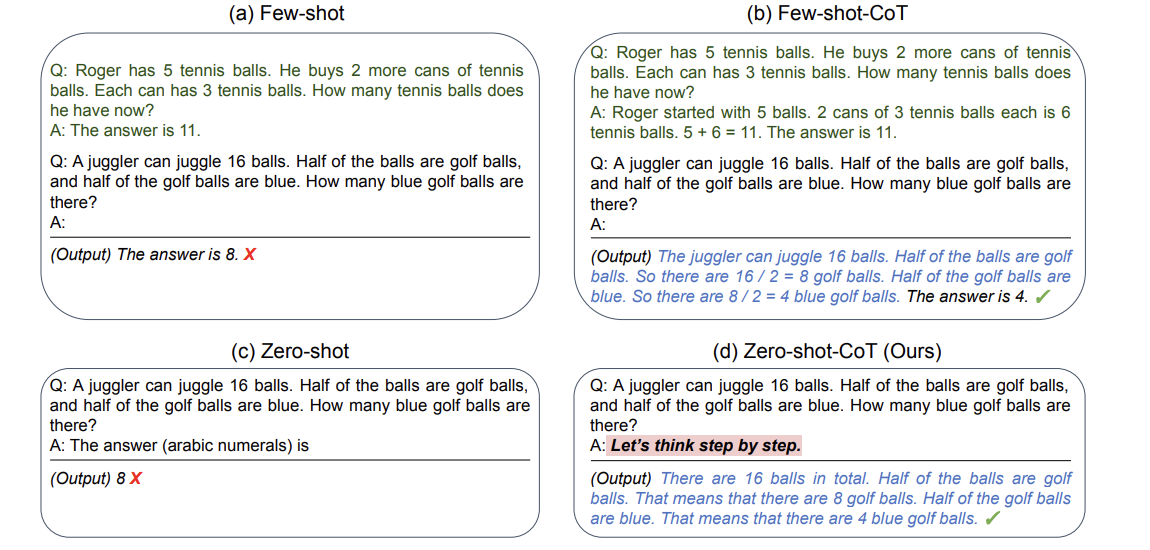 (a) Few-shot
Q: Roger has 5 tennis balls. He buys 2 more cans of tennis
balls. Each can has 3 tennis balls. How many tennis balls does
he have now?
A: The answer is 11.
Q: A juggler can juggle 16 balls. Half of the balls are golf balls,
and half of the golf balls are blue. How many blue golf balls are
there?
A:
(Output) The answer is 8. X
(b) Few-shot-CoT
Q: Roger has 5 tennis balls. He buys 2 more cans of tennis
balls. Each can has 3 tennis balls. How many tennis balls does
he have now?
A: Roger started with 5 balls. 2 cans of 3 tennis balls each is 6
tennis balls. 5 + 6 = 11. The answer is 11.
Q: A juggler can juggle 16 balls. Half of the balls are golf balls,
and half of the golf balls are blue. How many blue golf balls are
there?
A:
(Output) The juggler can juggle 16 balls. Half of the balls are golf
balls. So there are 16 / 2 = 8 golf balls. Half of the golf balls are
blue. So there are 8 / 2 = 4 blue golf balls. The answer is 4. ✓
(c) Zero-shot
Q: A juggler can juggle 16 balls. Half of the balls are golf balls,
and half of the golf balls are blue. How many blue golf balls are
there?
A: The answer (arabic numerals) is
(Output) 8 X
(d) Zero-shot-CoT (Ours)
Q: A juggler can juggle 16 balls. Half of the balls are golf balls,
and half of the golf balls are blue. How many blue golf balls are
there?
A: Let's think step by step.
(Output) There are 16 balls in total. Half of the balls are golf
balls. That means that there are 8 golf balls. Half of the golf balls
are blue. That means that there are 4 blue golf balls. ✓